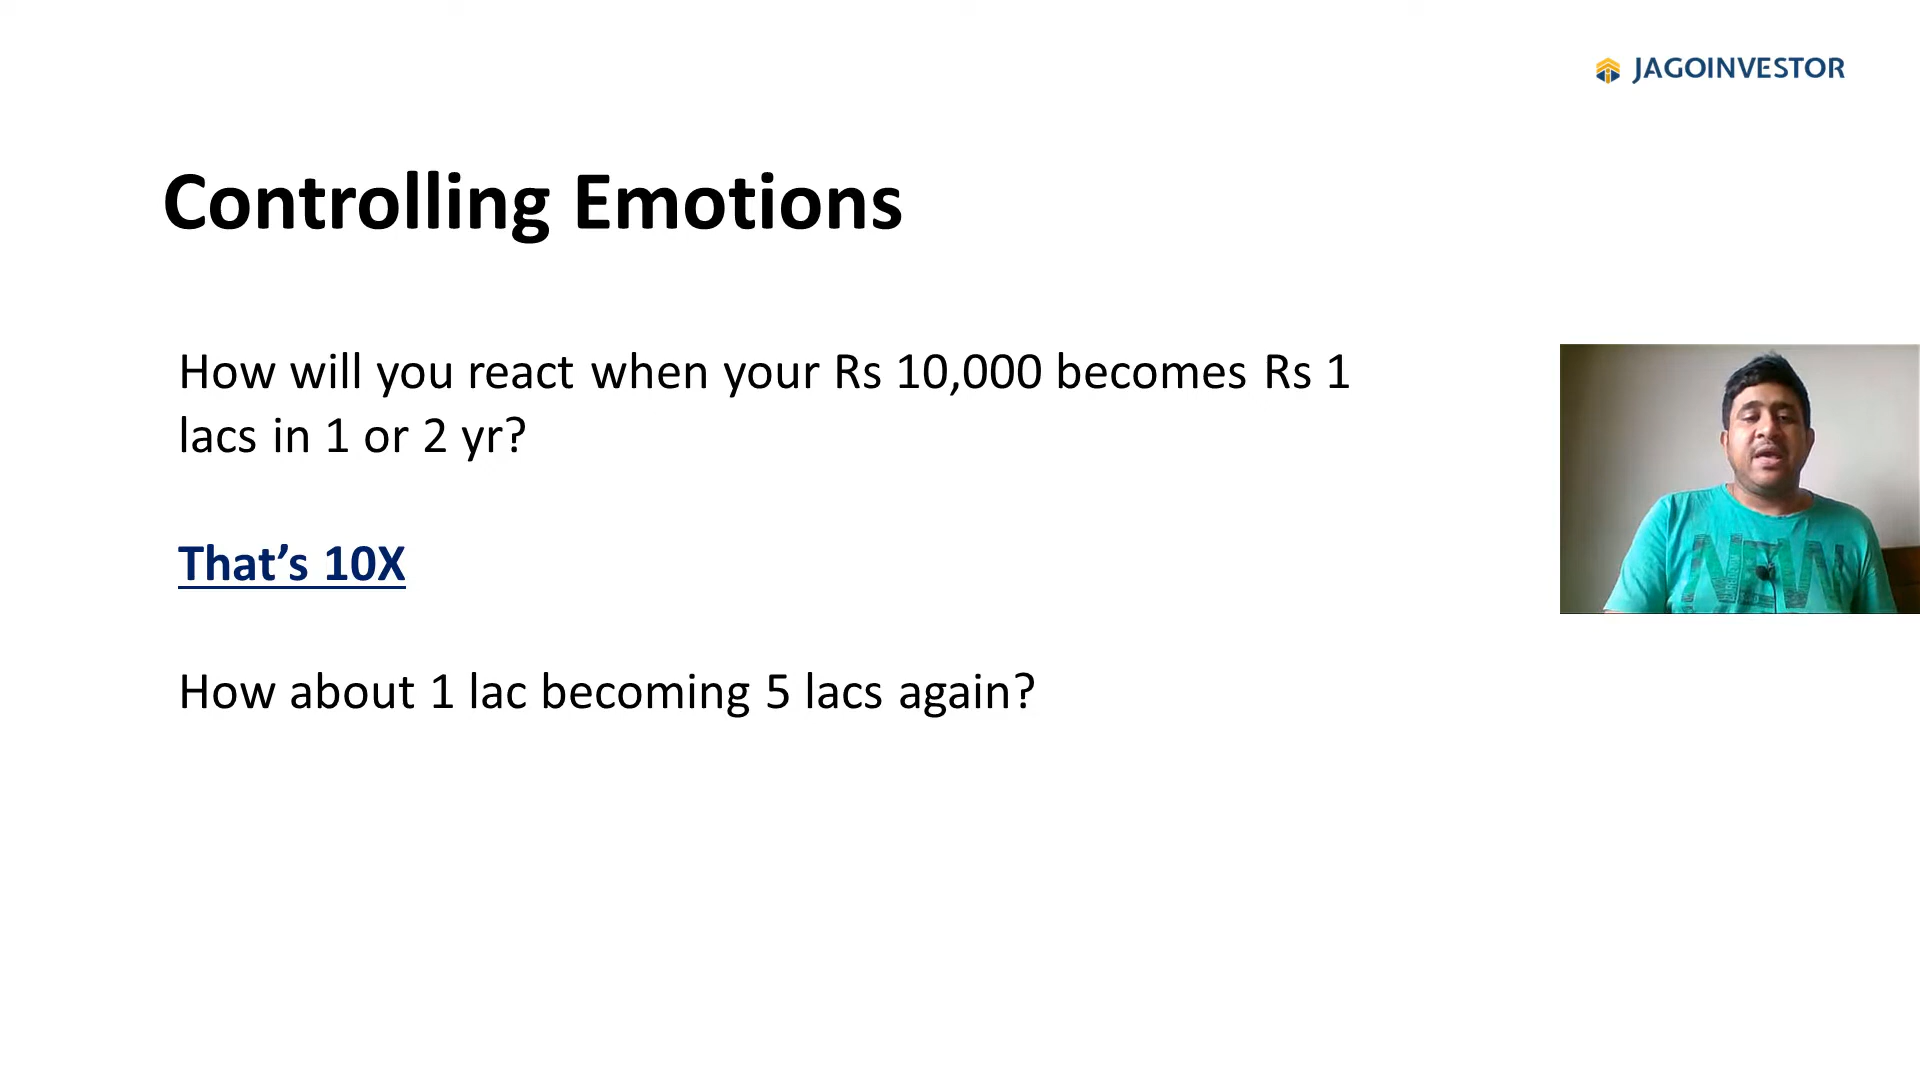 JAGOINVESTOR
Controlling Emotions
How will you react when your Rs 10,000 becomes Rs 1
lacs in 1 or 2 yr?
That’s 10X
How about 1 lac becoming 5 lacs again?
NEW